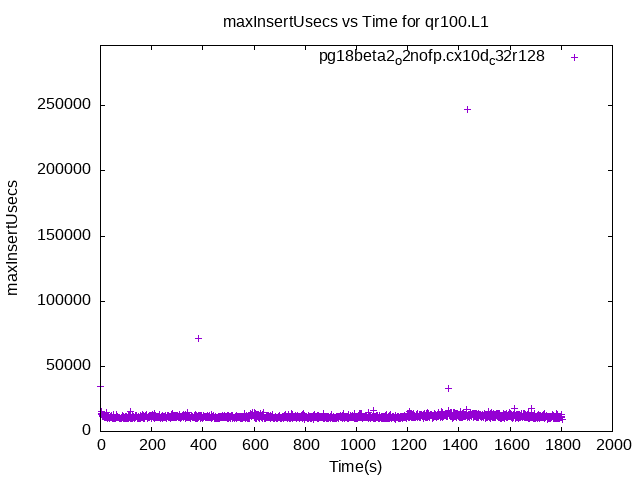 maxInsertUsecs vs Time for qr100.L1
pg18beta2o2nofp.cx10dc32r128
250000
200000
150000
100000
50000
0
maxInsertUsecs
0 200 400 600 800 1000 1200 1400 1600 1800 2000
Time(s)